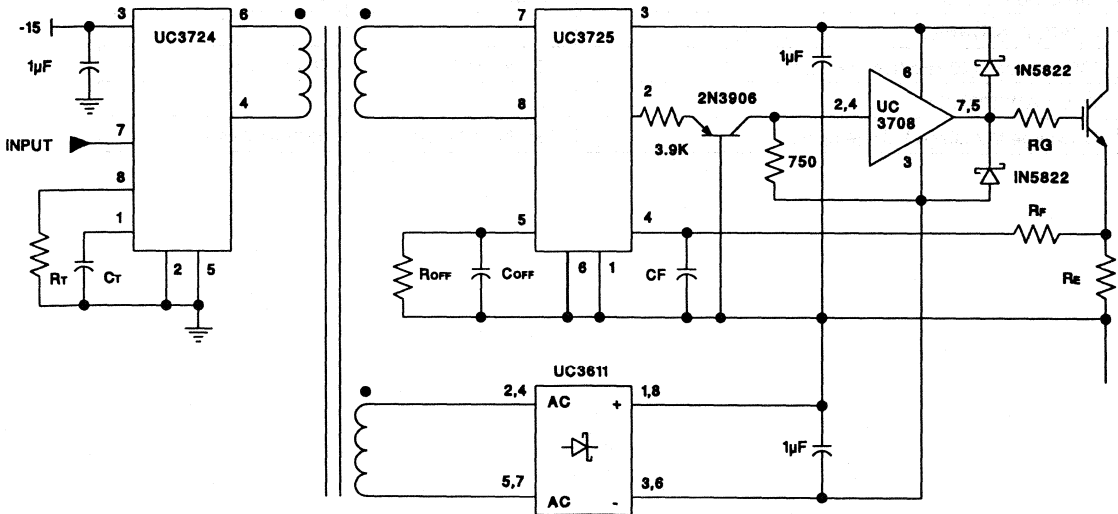 -15
3
UC3724
6
1µF
4
INPUT
7
8
1
RT
CT
2
5
7
UC3725
3
8
2
3.9K
2N3906
1µF
2,4
6
UC
3708
7,5
3
1N5822
RG
IN5822
750
5
4
ROFF
COFF
6
1
CF
RF
RE
UC3611
2,4
AC
+
1,8
5,7
AC
-
3,6
1µF